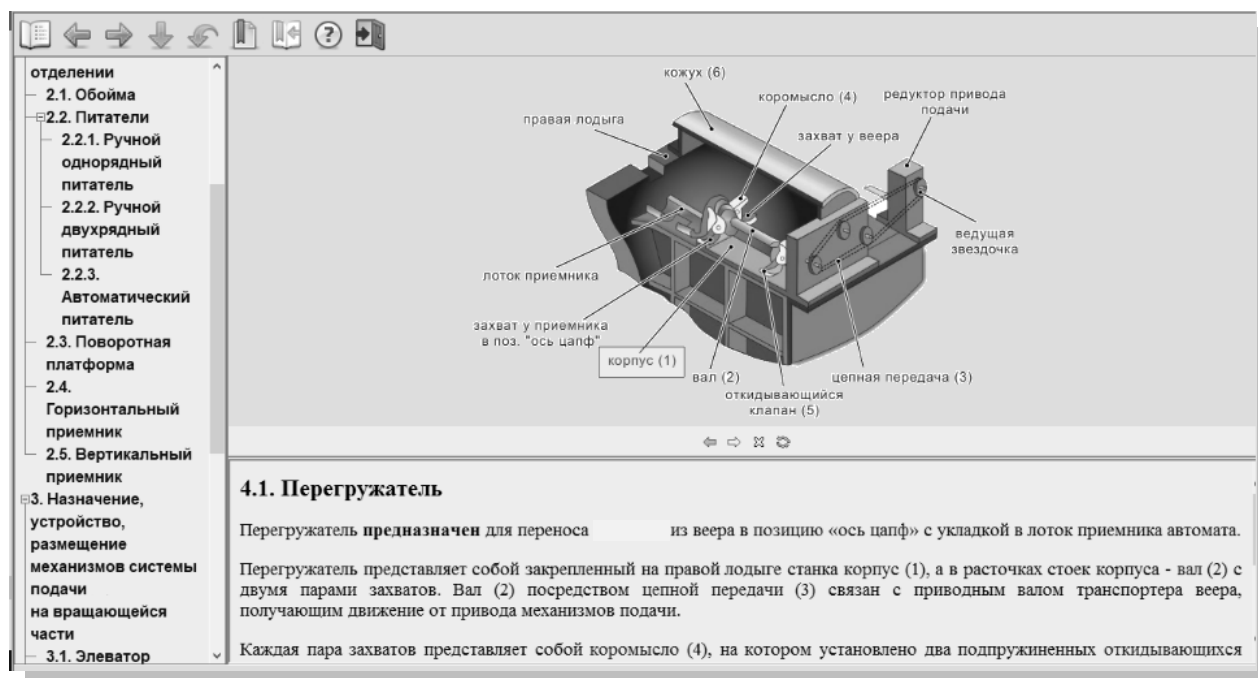 отделении
2.1. Обойма
2.2. Питатели
2.2.1. Ручной
однорядный
питатель
2.2.2. Ручной
двухрядный
питатель
2.2.3.
Автоматический
питатель
2.3. Поворотная
платформа
2.4.
Горизонтальный
приемник
2.5. Вертикальный
приемник
3. Назначение,
устройство,
размещение
механизмов системы
подачи
на вращающейся
части
3.1. Элеватор
кожух (6)
коромысло (4)
редуктор привода
подачи
правая лодыга
захват у веера
ведущая
звездочка
лоток приемника
захват у приемника
в поз. "ось цапф"
корпус (1)
вал (2)
цепная передача (3)
откидывающийся
клапан (5)
4.1. Перегружатель
Перегружатель предназначен для переноса из веера в позицию «ось цапф» с укладкой в лоток приемника автомата.
Перегружатель представляет собой закрепленный на правой лодыге станка корпус (1), а в расточках стоек корпуса - вал (2) с
двумя парами захватов. Вал (2) посредством цепной передачи (3) связан с приводным валом транспортера веера,
получающим движение от привода механизмов подачи.
Каждая пара захватов представляет собой коромысло (4), на котором установлено два подпружиненных откидывающихся